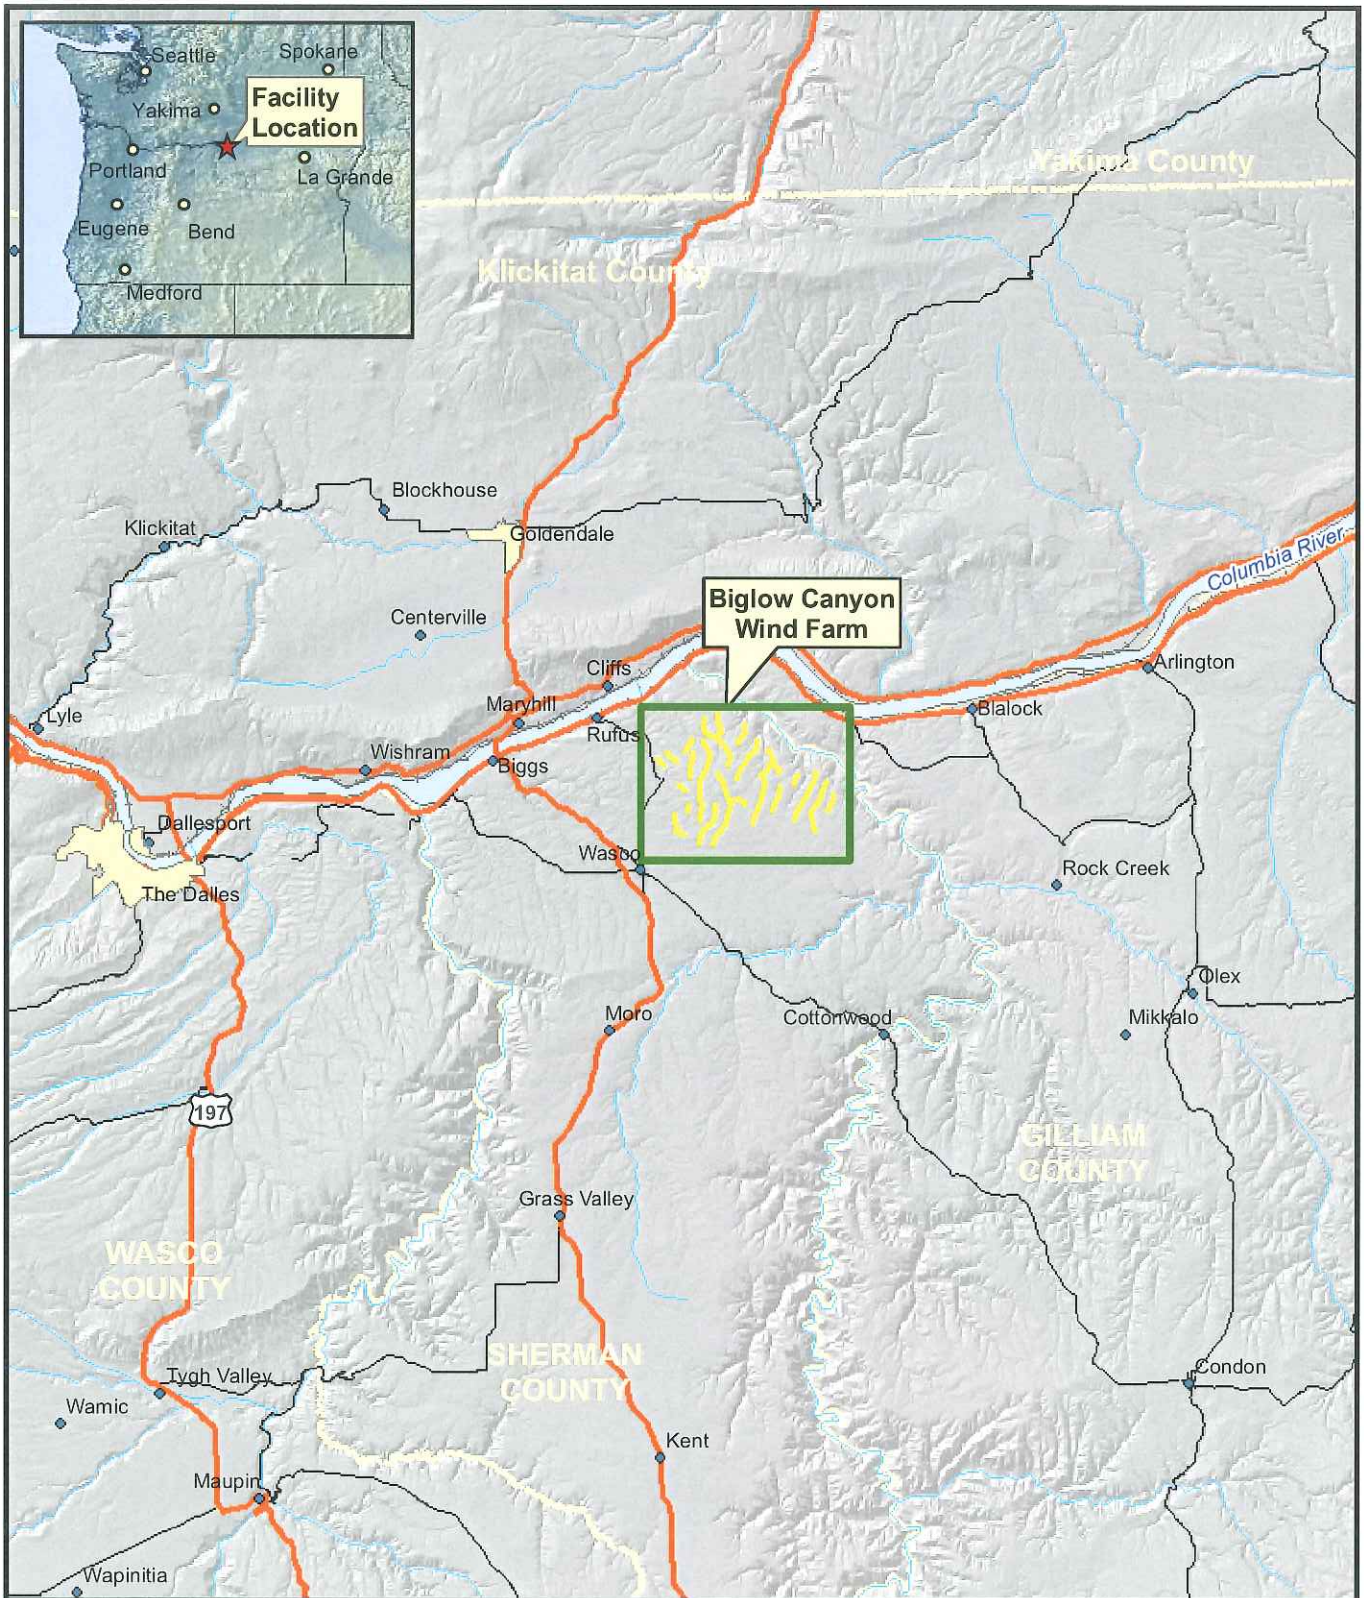 Seattle
Spokane
Yakima
Facility
Location
Portland
La Grande
Eugene
Bend
Medford
Yakima County
Klickitat County
Blockhouse
Klickitat
Goldendale
Columbia River
Biglow Canyon
Wind Farm
Centerville
Cliffs
Arlington
Maryhill
Lyle
Rufus
Blalock
Wishram
Biggs
Dallesport
Wasco
Rock Creek
The Dalles
Olex
Moro
Cottonwood
Mikkalo
197
GILLIAM
COUNTY
Grass Valley
WASCO
COUNTY
SHERMAN
COUNTY
Tygh Valley
Condon
Wamic
Kent
Maupin
Wapinitia